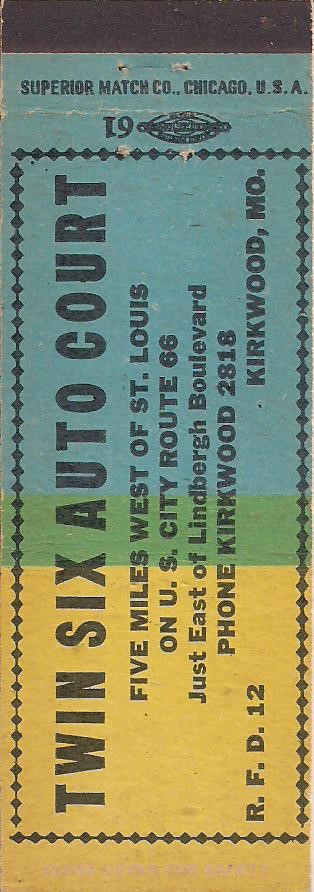 SUPERIOR MATCH CO., CHICAGO, U.S.A.
61
TWIN SIX AUTO COURT
FIVE MILES WEST OF ST. LOUIS
ON U. S. CITY ROUTE 66
Just East of Lindbergh Boulevard
PHONE KIRKWOOD 2818
R. F. D. 12 KIRKWOOD, MO.